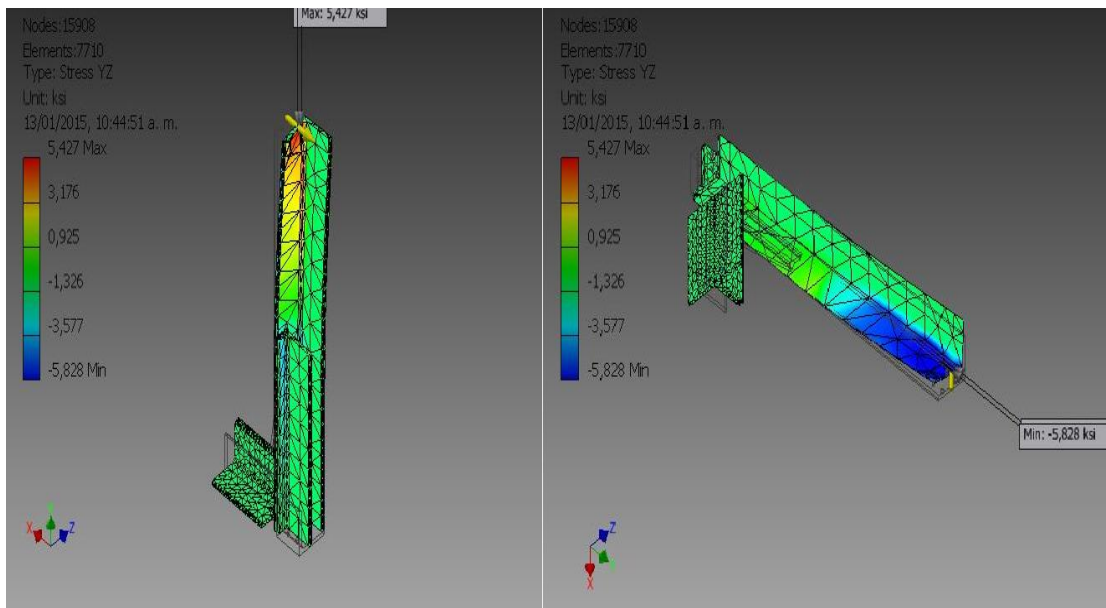 Max: 5,427 ksi
Nodes:15908
Elements:7710
Type: Stress YZ
Unit: ksi
13/01/2015, 10:44:51 a. m.
5,427 Max
3,176
0,925
-1,326
-3,577
-5,828 Min
X
Z
Nodes:15908
Elements:7710
Type: Stress YZ
Unit: ksi
13/01/2015, 10:44:51 a. m.
5,427 Max
3,176
0,925
-1,326
-3,577
-5,828 Min
Min: -5,828 ksi
Z
X